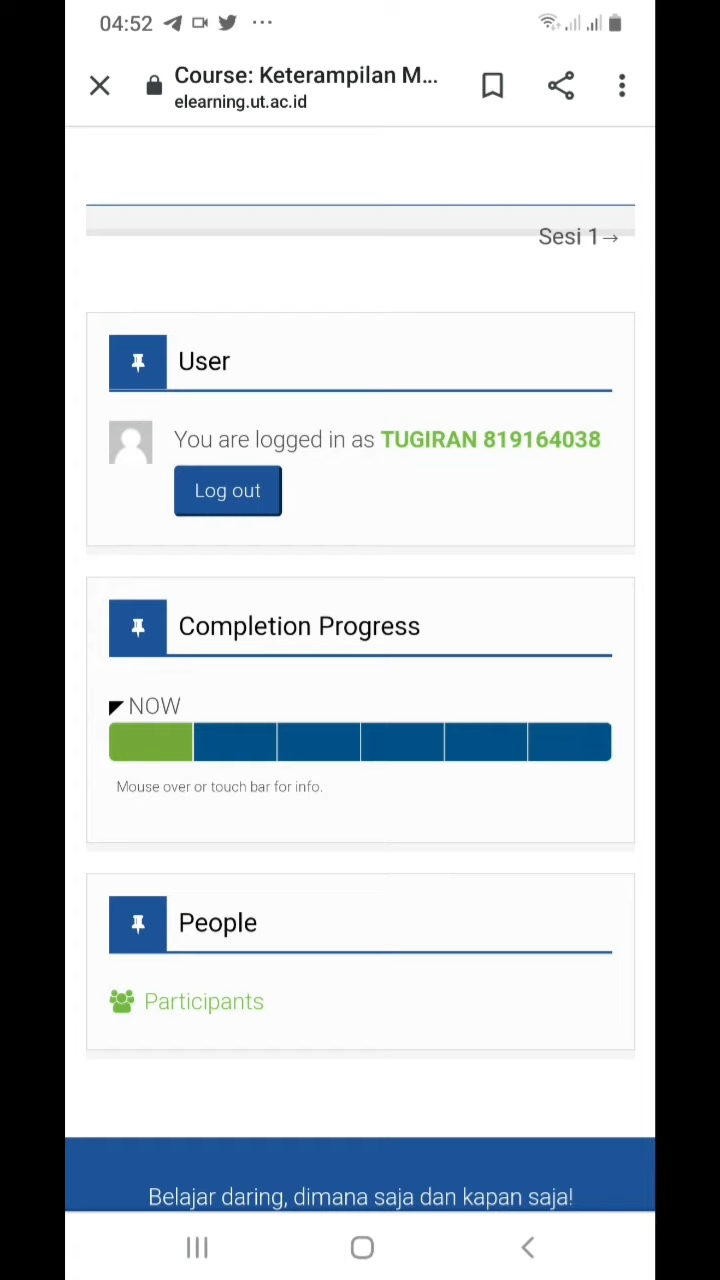 04:52
Course: Keterampilan M...
elearning.ut.ac.id
Sesi 1→
User
You are logged in as TUGIRAN 819164038
Log out
Completion Progress
NOW
Mouse over or touch bar for info.
People
Participants
Belajar daring, dimana saja dan kapan saja!